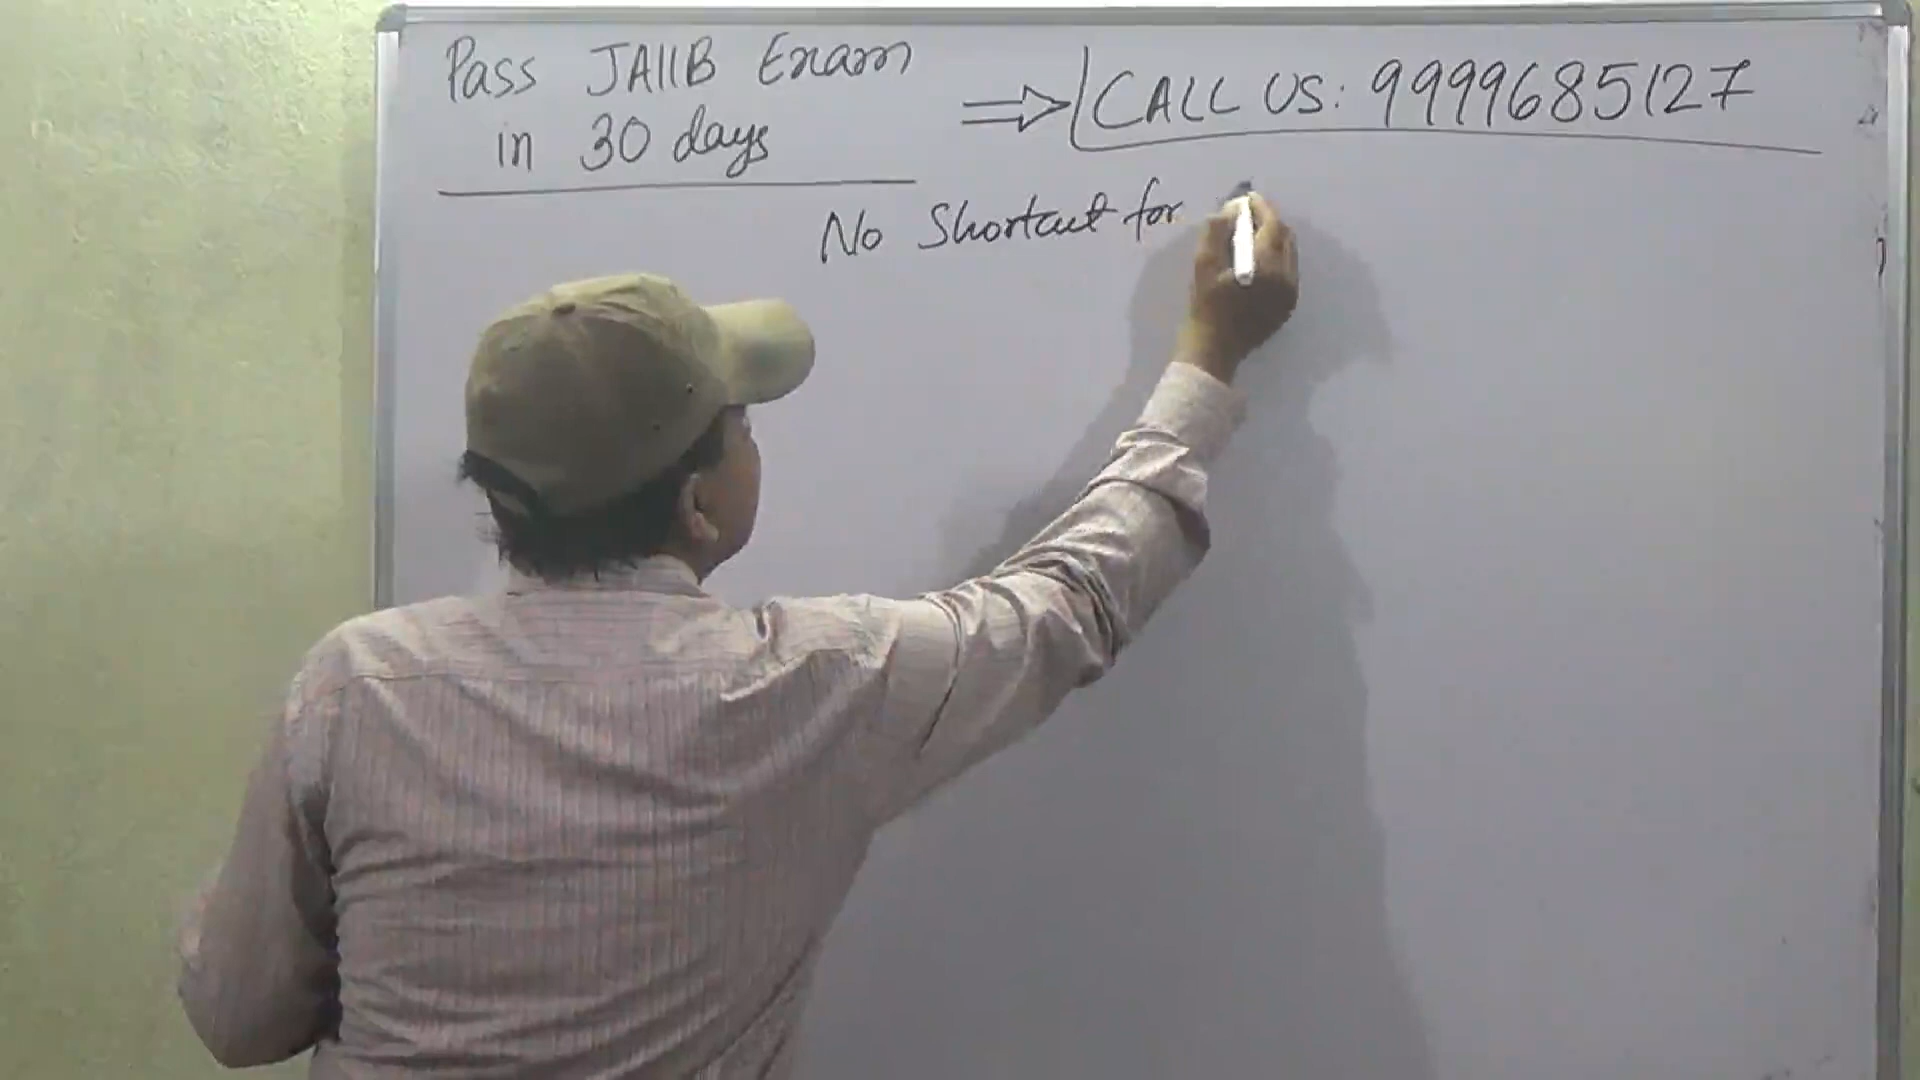 Pass JAIIB Exam
in 30 days
CALL US: 9999685127
No Shortcut for